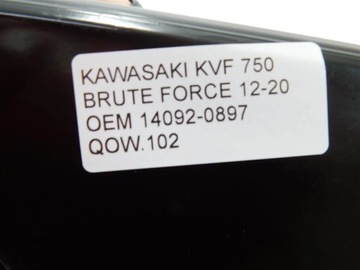 KAWASAKI KVF 750
BRUTE FORCE 12-20
OEM 14092-0897
QOW.102